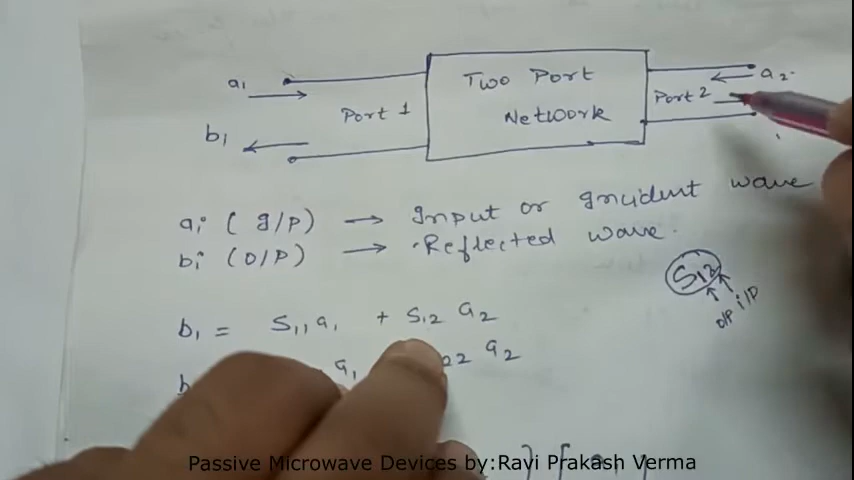 a1 Two Port a2
Port 1 Port 2
b1 Network
ai (I/P) → Input or Incident wave
bi (O/P) → Reflected wave.
S12
O/P i/P
b1 = S11 a1 + S12 a2
b a1 22 a2
Passive Microwave Devices by:Ravi Prakash Verma